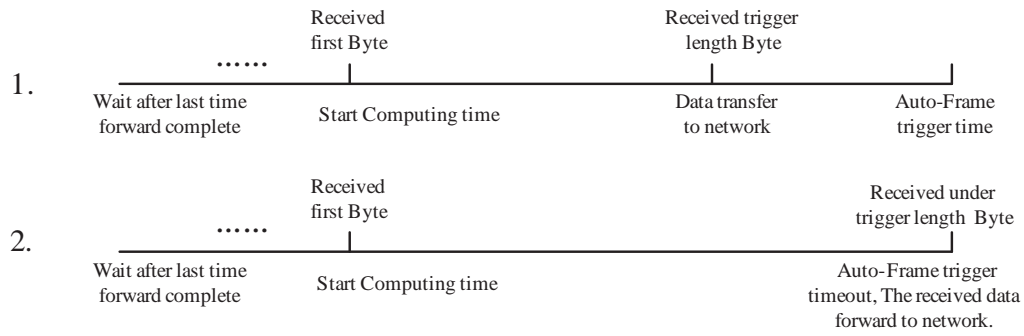 Received
first Byte
Received trigger
length Byte
……
1.
Wait after last time
forward complete
Start Computing time
Data transfer
to network
Auto-Frame
trigger time
Received
first Byte
Received under
trigger length Byte
……
2.
Wait after last time
forward complete
Start Computing time
Auto-Frame trigger
timeout, The received data
forward to network.